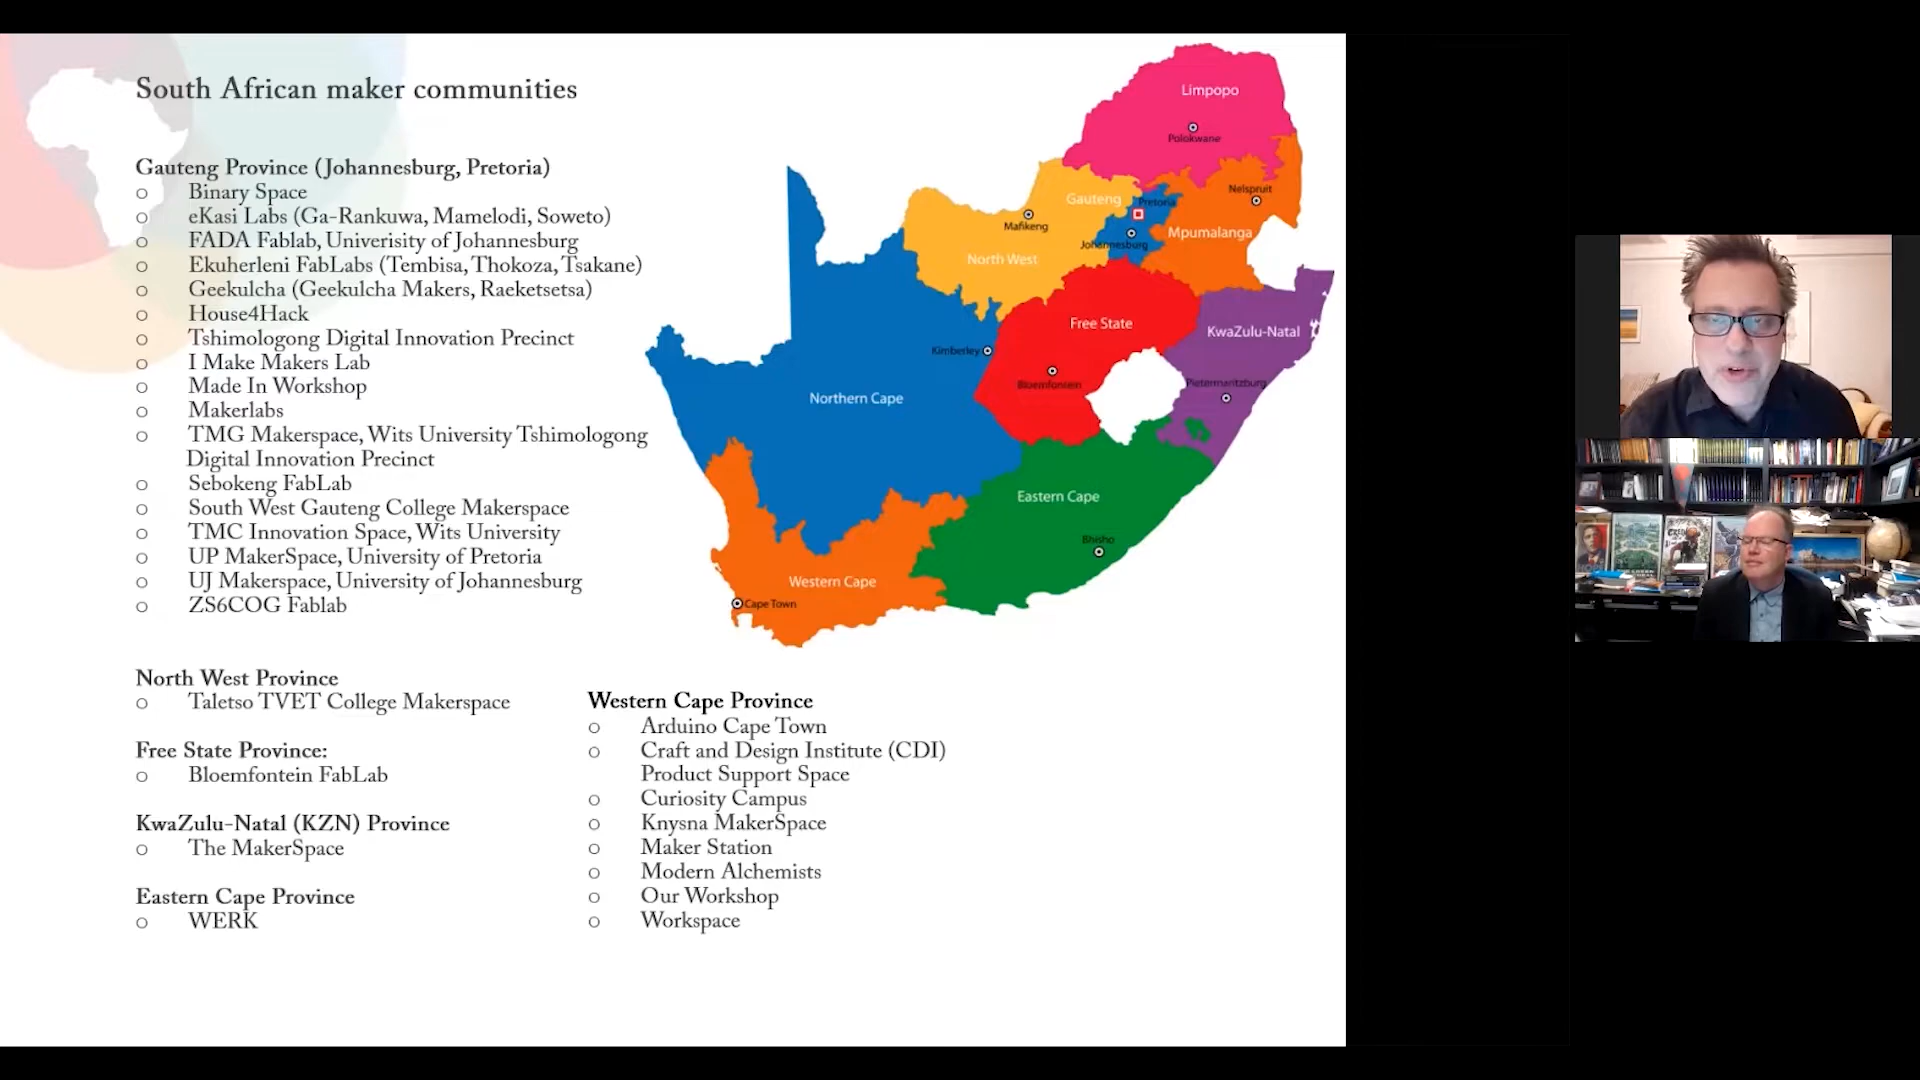 South African maker communities
Gauteng Province (Johannesburg, Pretoria)
o Binary Space
o eKasi Labs (Ga-Rankuwa, Mamelodi, Soweto)
o FADA Fablab, Univerisity of Johannesburg
o Ekuherleni FabLabs (Tembisa, Thokoza, Tsakane)
o Geekulcha (Geekulcha Makers, Raeketsetsa)
o House4Hack
o Tshimologong Digital Innovation Precinct
o I Make Makers Lab
o Made In Workshop
o Makerlabs
o TMG Makerspace, Wits University Tshimologong
Digital Innovation Precinct
o Sebokeng FabLab
o South West Gauteng College Makerspace
o TMC Innovation Space, Wits University
o UP MakerSpace, University of Pretoria
o UJ Makerspace, University of Johannesburg
o ZS6COG Fablab
North West Province
o Taletso TVET College Makerspace
Free State Province:
o Bloemfontein FabLab
KwaZulu-Natal (KZN) Province
o The MakerSpace
Eastern Cape Province
o WERK
Western Cape Province
o Arduino Cape Town
o Craft and Design Institute (CDI)
Product Support Space
o Curiosity Campus
o Knysna MakerSpace
o Maker Station
o Modern Alchemists
o Our Workshop
o Workspace
Limpopo
Polokwane
Nelspruit
Gauteng
Pretoria
Mafikeng
Johannesburg
Mpumalanga
North West
Free State
KwaZulu-Natal
Kimberley
Bloemfontein
Pietermaritzburg
Northern Cape
Eastern Cape
Bhisho
Western Cape
Cape Town